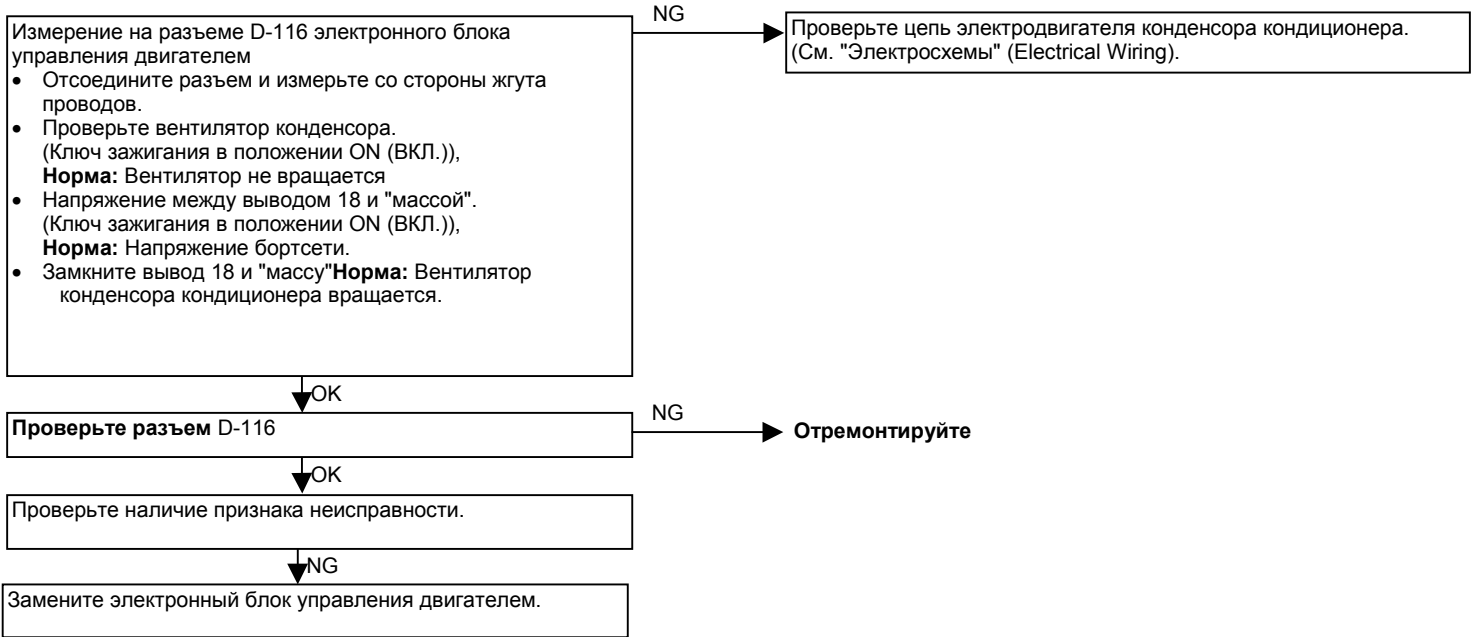 Измерение на разъеме D-116 электронного блока
управления двигателем
• Отсоедините разъем и измерьте со стороны жгута
проводов.
• Проверьте вентилятор конденсора.
(Ключ зажигания в положении ON (ВКЛ.)),
Норма: Вентилятор не вращается
• Напряжение между выводом 18 и "массой".
(Ключ зажигания в положении ON (ВКЛ.)),
Норма: Напряжение бортсети.
• Замкните вывод 18 и "массу"Норма: Вентилятор
конденсора кондиционера вращается.
NG
Проверьте цепь электродвигателя конденсора кондиционера.
(См. "Электросхемы" (Electrical Wiring).
OK
Проверьте разъем D-116
NG
Отремонтируйте
OK
Проверьте наличие признака неисправности.
NG
Замените электронный блок управления двигателем.